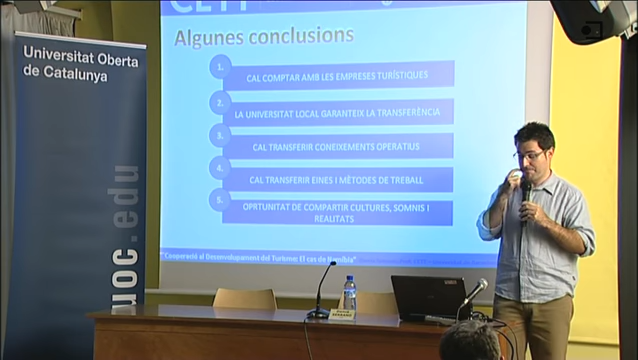 CETT
Universitat Oberta
de Catalunya
uoc.edu
Algunes conclusions
1.
CAL COMPTAR AMB LES EMPRESES TURÍSTIQUES
2.
LA UNIVERSITAT LOCAL GARANTEIX LA TRANSFERÈNCIA
3.
CAL TRANSFERIR CONEIXEMENTS OPERATIUS
4.
CAL TRANSFERIR EINES I MÈTODES DE TREBALL
5.
OPRTUNITAT DE COMPARTIR CULTURES, SOMNIS I
REALITATS
"Cooperació al Desenvolupament del Turisme: El cas de Namíbia"